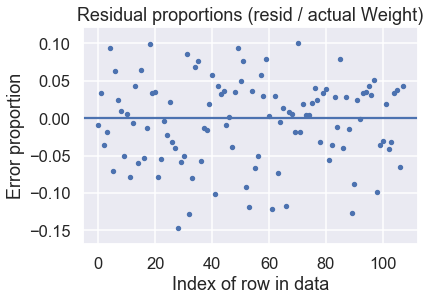 Residual proportions (resid / actual Weight)
0.10
0.05
0.00
−0.05
−0.10
−0.15
Error proportion
0 20 40 60 80 100
Index of row in data